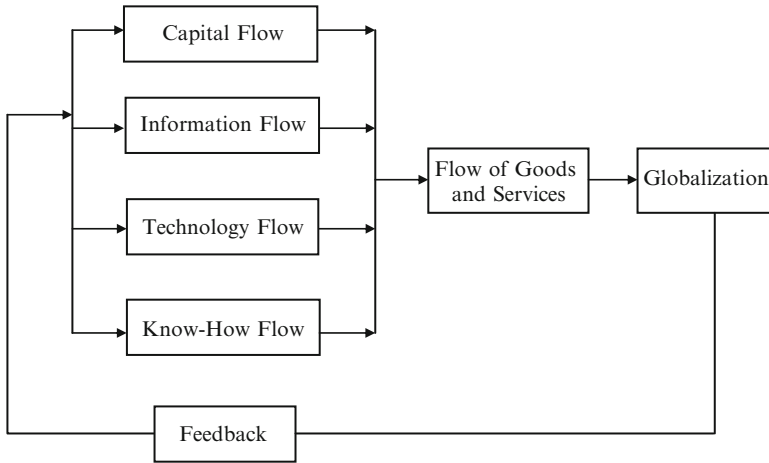 Capital Flow
Information Flow
Technology Flow
Know-How Flow
Flow of Goods
and Services
Globalization
Feedback